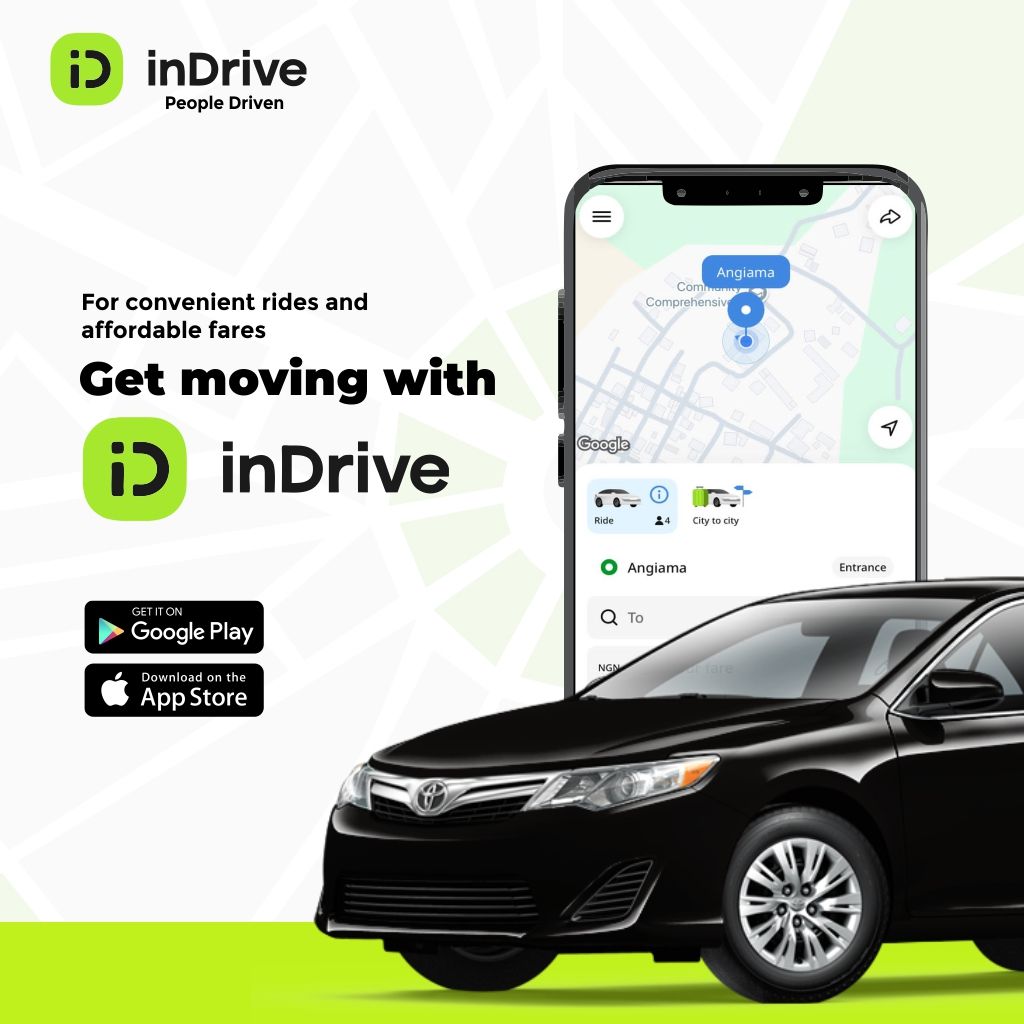 iD inDrive
People Driven
For convenient rides and
affordable fares
Get moving with
iD inDrive
GET IT ON
Google Play
Download on the
App Store
Angiama
Comprehensive
Google
Ride
4
City to city
Angiama
Entrance
To
NGN
fare